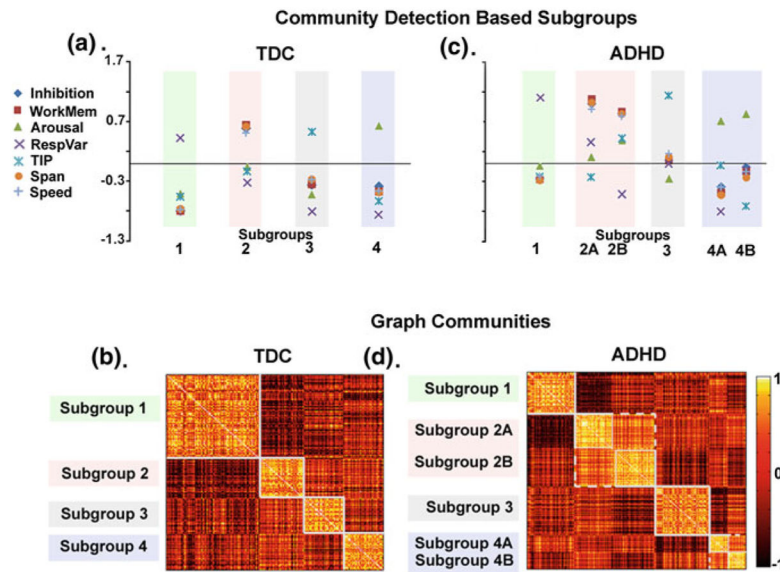 Community Detection Based Subgroups
(a).
TDC
1.7
0.7
-0.3
-1.3
Inhibition
WorkMem
Arousal
RespVar
TIP
Span
Speed
Subgroups
1 2 3 4
(c).
ADHD
Subgroups
1 2A 2B 3 4A 4B
Graph Communities
(b).
TDC
Subgroup 1
Subgroup 2
Subgroup 3
Subgroup 4
(d).
ADHD
Subgroup 1
Subgroup 2A
Subgroup 2B
Subgroup 3
Subgroup 4A
Subgroup 4B
1
0
-1